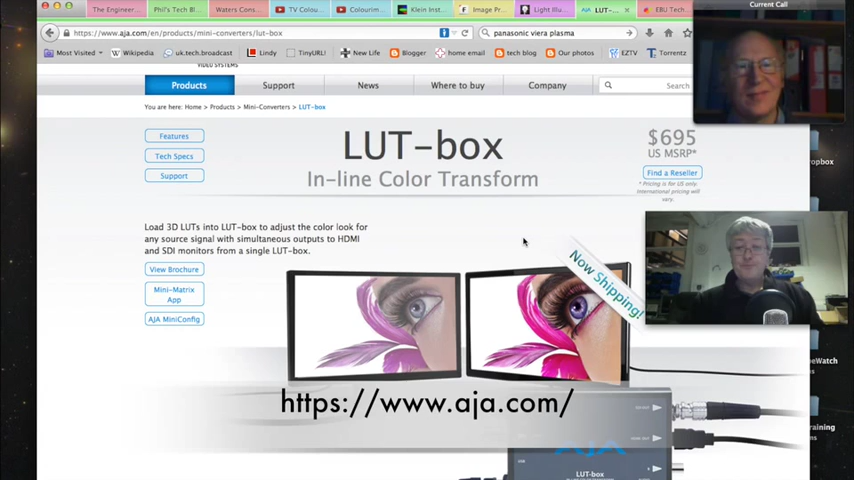 Current Call
The Engineer...
Phil's Tech Bl...
Waters Cons...
TV Colour...
Colourim...
Klein Inst...
Image Pr...
Light Illu...
LUT-...
EBU Tech...
https://www.aja.com/en/products/mini-converters/lut-box
panasonic viera plasma
Most Visited
Wikipedia
uk.tech.broadcast
Lindy
TinyURL!
New Life
Blogger
home email
tech blog
Our photos
EZTV
Torrentz
VIDEO SYSTEMS
Products
Support
News
Where to buy
Company
Search
You are here: Home > Products > Mini-Converters > LUT-box
Features
Tech Specs
Support
LUT-box
In-line Color Transform
$695
US MSRP*
Find a Reseller
* Pricing is for US only.
International pricing will
vary.
Load 3D LUTs into LUT-box to adjust the color look for
any source signal with simultaneous outputs to HDMI
and SDI monitors from a single LUT-box.
View Brochure
Mini-Matrix
App
AJA MiniConfig
Now Shipping!
https://www.aja.com/
AJA
LUT-box